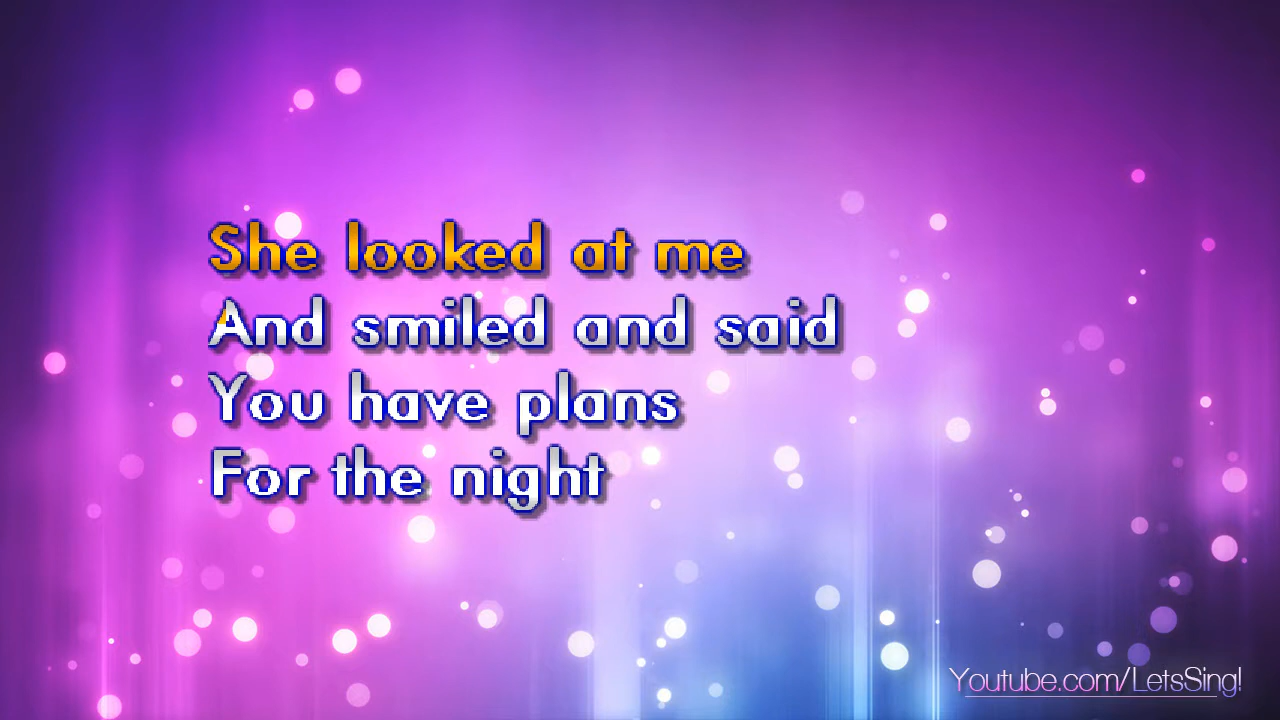 She looked at me
And smiled and said
You have plans
For the night
Youtube.com/LetsSing!